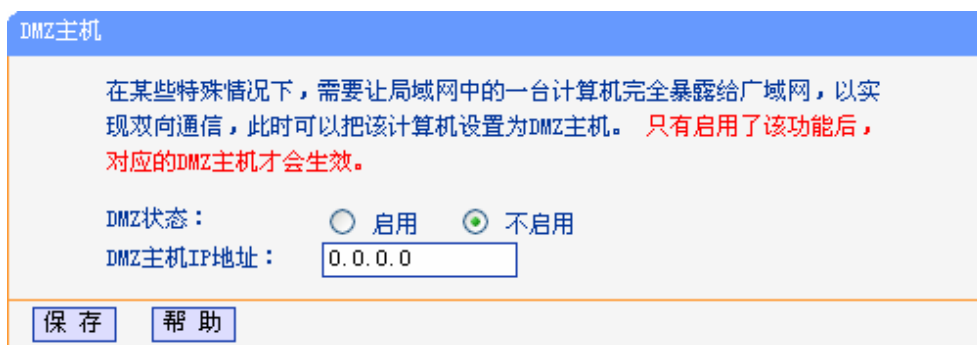 DMZ主机
在某些特殊情况下，需要让局域网中的一台计算机完全暴露给广域网，以实
现双向通信，此时可以把该计算机设置为DMZ主机。 只有启用了该功能后，
对应的DMZ主机才会生效。
DMZ状态： 启用 不启用
DMZ主机IP地址： 0.0.0.0
保 存 帮 助